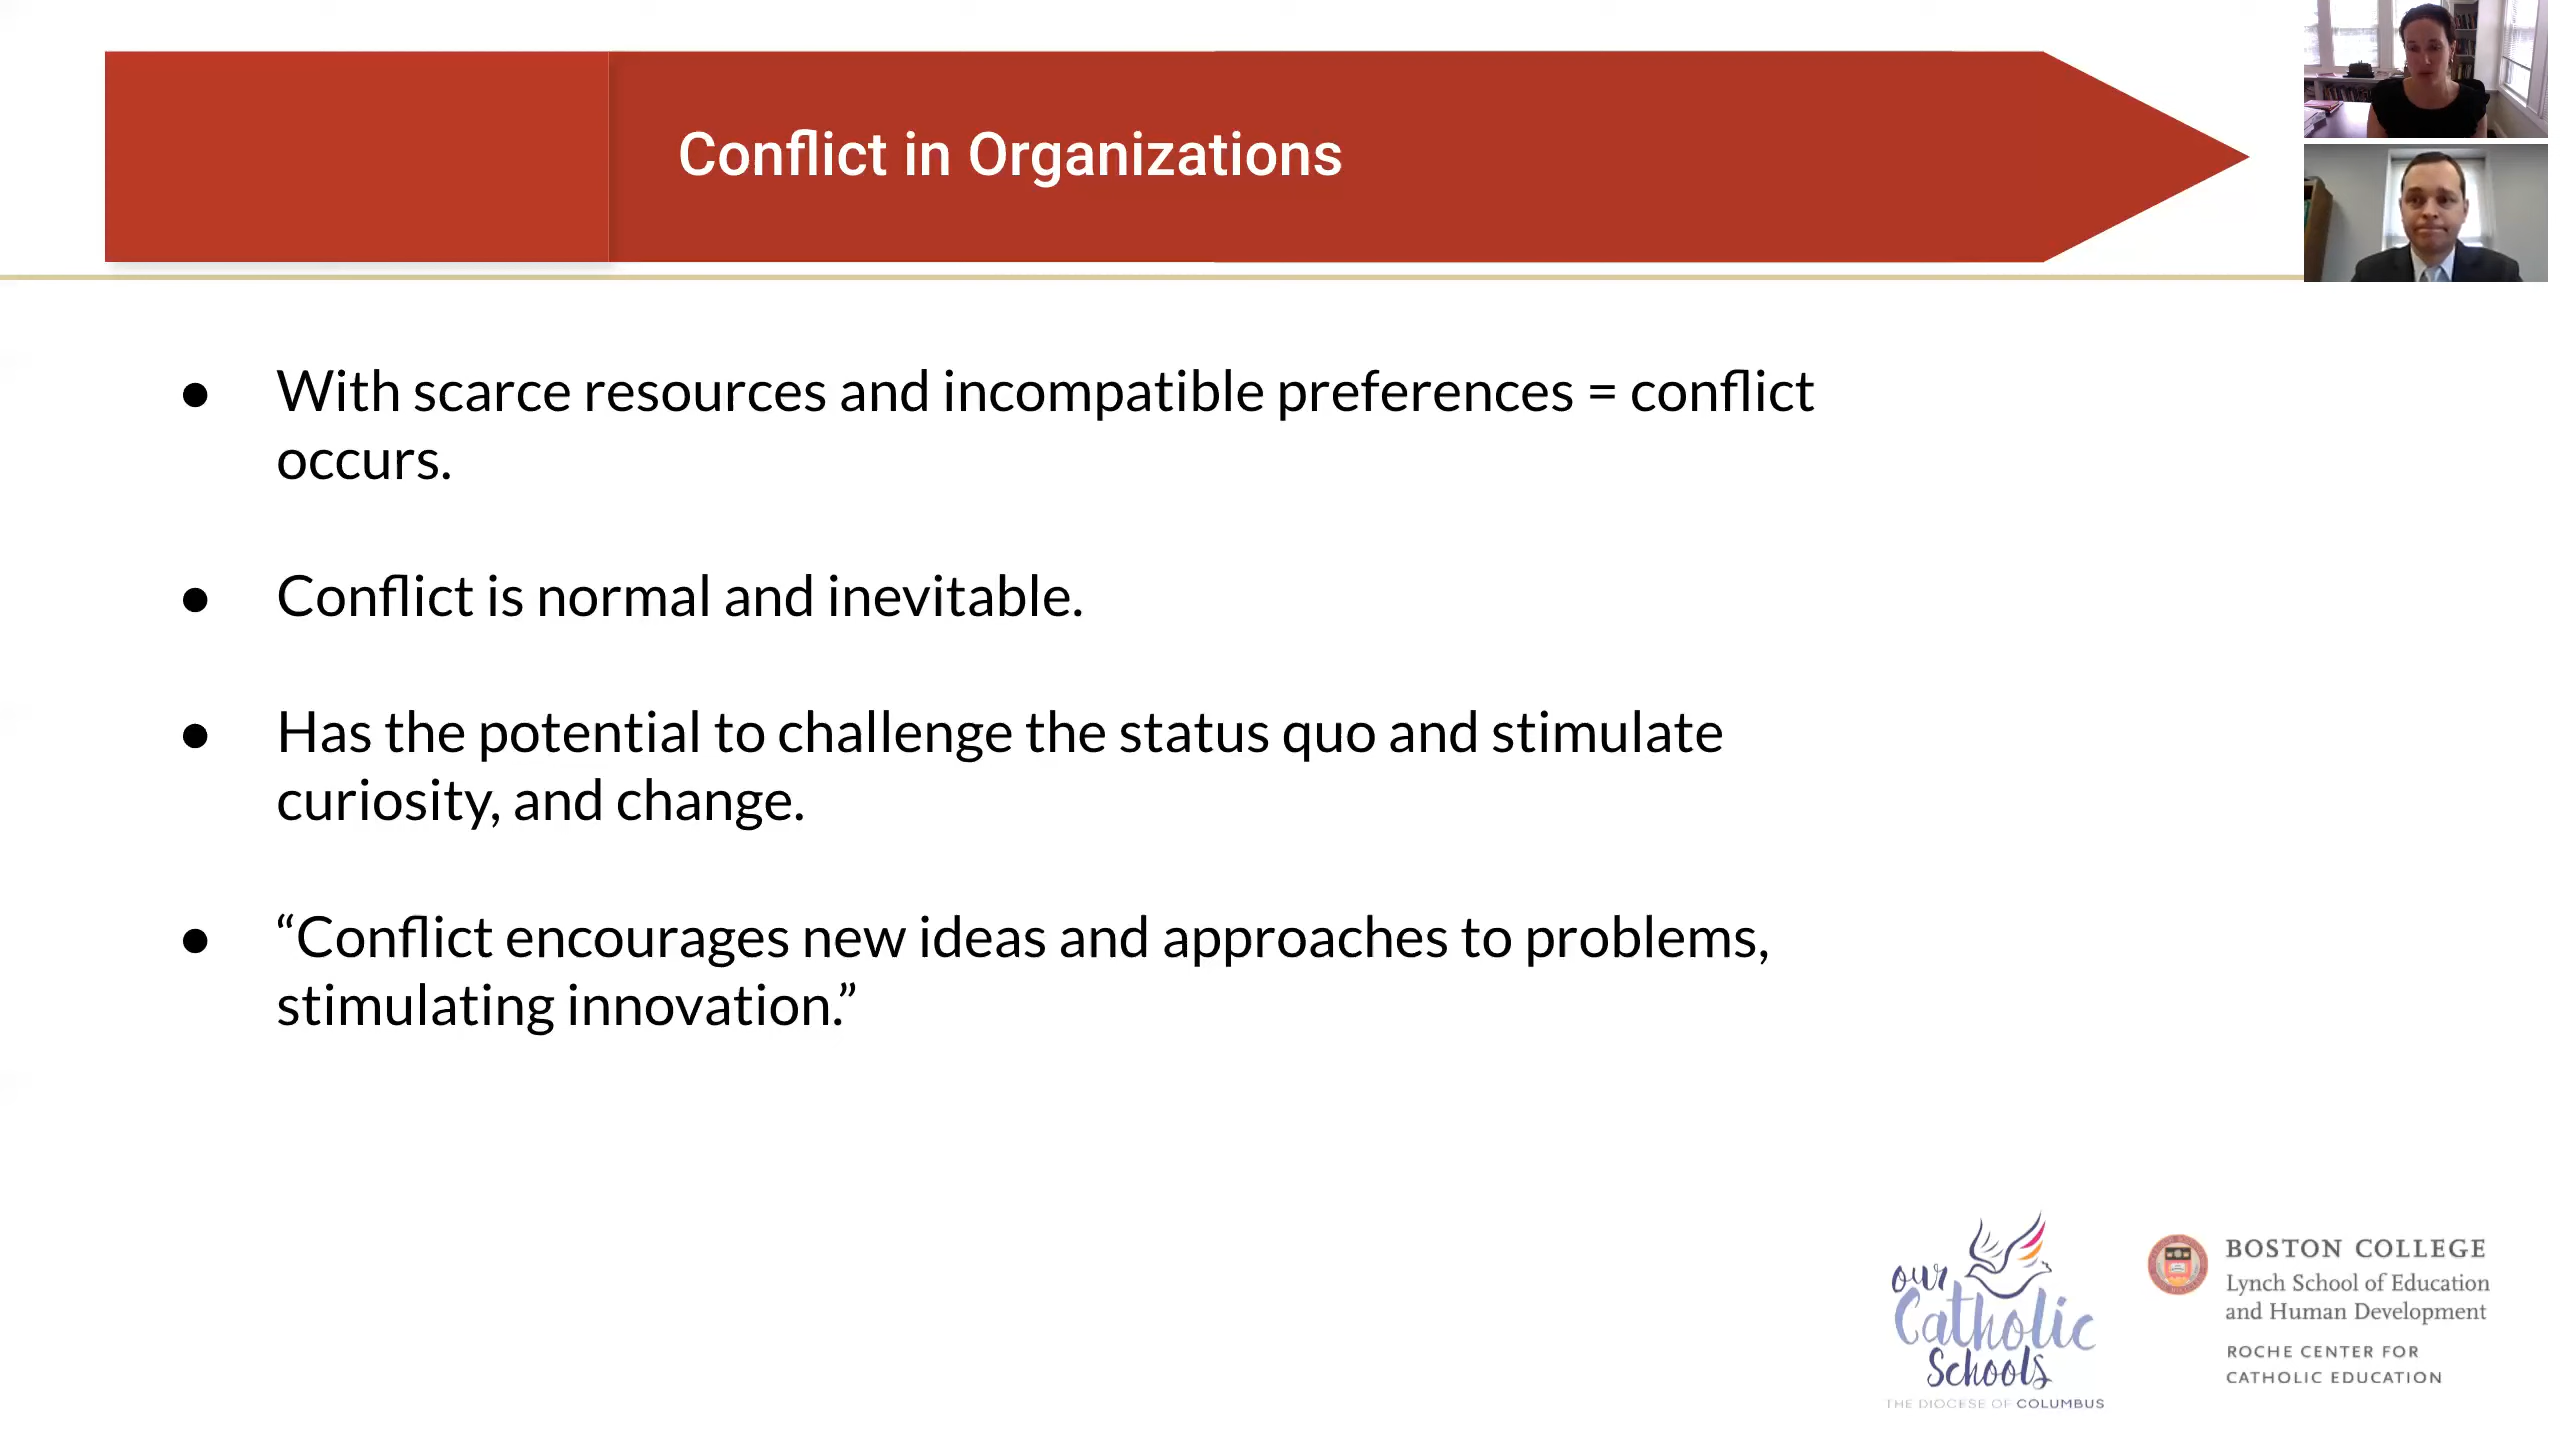 Conflict in Organizations
● With scarce resources and incompatible preferences = conflict
occurs.
● Conflict is normal and inevitable.
● Has the potential to challenge the status quo and stimulate
curiosity, and change.
● “Conflict encourages new ideas and approaches to problems,
stimulating innovation.”
our
Catholic
Schools
THE DIOCESE OF COLUMBUS
BOSTON COLLEGE
Lynch School of Education
and Human Development
ROCHE CENTER FOR
CATHOLIC EDUCATION